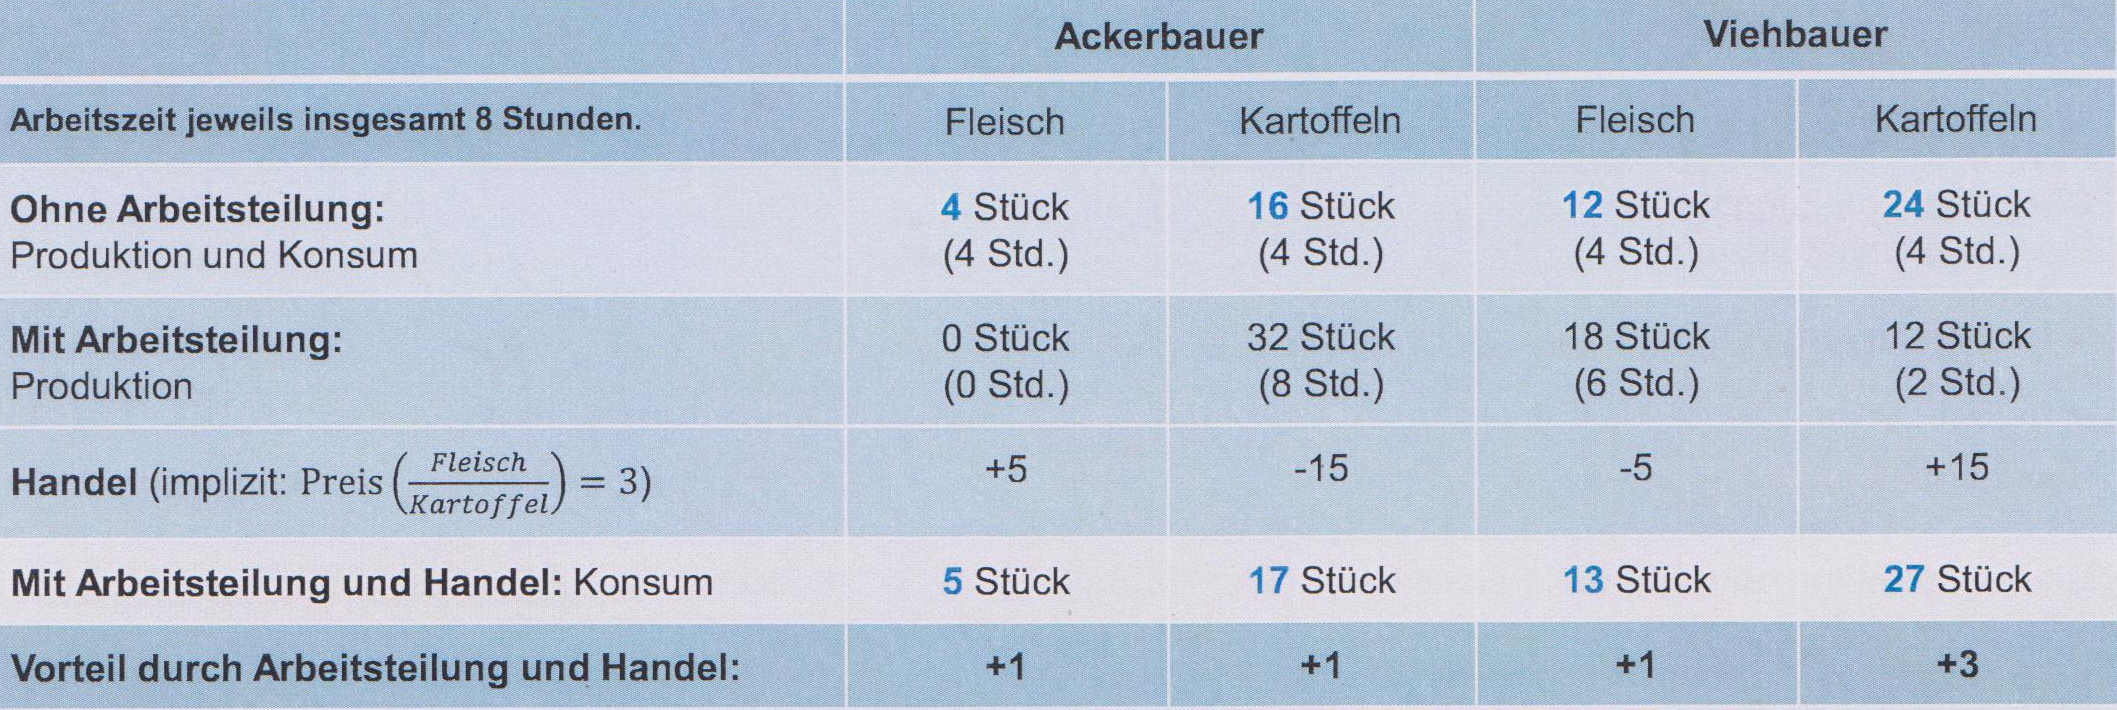 Ackerbauer Viehbauer
Arbeitszeit jeweils insgesamt 8 Stunden. Fleisch Kartoffeln Fleisch Kartoffeln
Ohne Arbeitsteilung: 4 Stück 16 Stück 12 Stück 24 Stück
Produktion und Konsum (4 Std.) (4 Std.) (4 Std.) (4 Std.)
Mit Arbeitsteilung: 0 Stück 32 Stück 18 Stück 12 Stück
Produktion (0 Std.) (8 Std.) (6 Std.) (2 Std.)
Handel (implizit: Preis (Fleisch/Kartoffel) = 3) +5 -15 -5 +15
Mit Arbeitsteilung und Handel: Konsum 5 Stück 17 Stück 13 Stück 27 Stück
Vorteil durch Arbeitsteilung und Handel: +1 +1 +1 +3